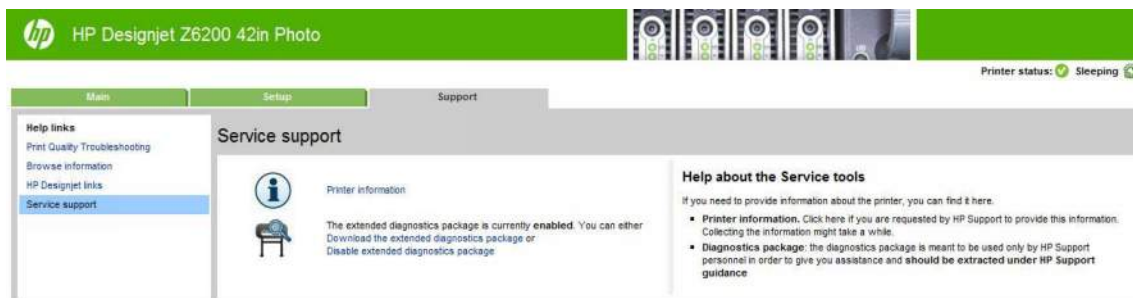 hp HP Designjet Z6200 42in Photo
Printer status: Sleeping
Main Setup Support
Help links
Print Quality Troubleshooting
Browse information
HP Designjet links
Service support
Service support
Printer information
The extended diagnostics package is currently enabled. You can either
Download the extended diagnostics package or
Disable extended diagnostics package
Help about the Service tools
If you need to provide information about the printer, you can find it here.
▪ Printer information. Click here if you are requested by HP Support to provide this information.
Collecting the information might take a while.
▪ Diagnostics package: the diagnostics package is meant to be used only by HP Support
personnel in order to give you assistance and should be extracted under HP Support
guidance